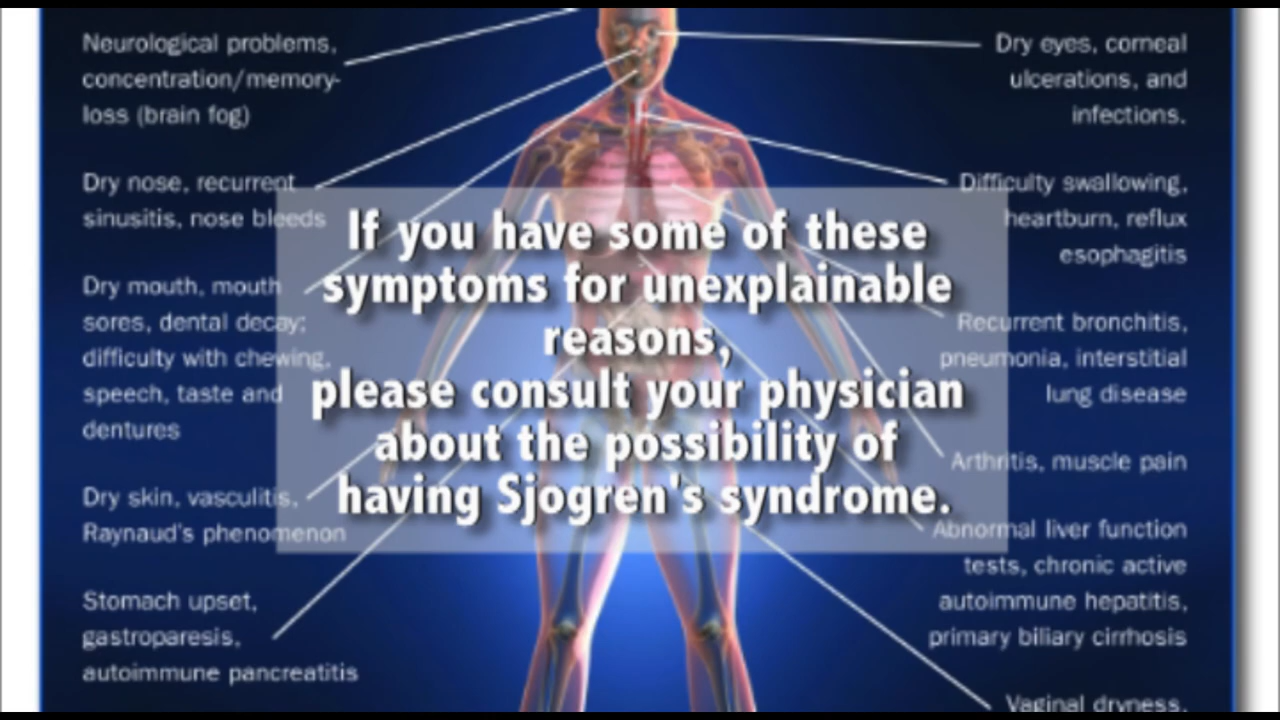 Neurological problems,
concentration/memory-
loss (brain fog)
Dry nose, recurrent
sinusitis, nose bleeds
Dry mouth, mouth
sores, dental decay;
difficulty with chewing,
speech, taste and
dentures
Dry skin, vasculitis,
Raynaud's phenomenon
Stomach upset,
gastroparesis,
autoimmune pancreatitis
If you have some of these
symptoms for unexplainable
reasons,
please consult your physician
about the possibility of
having Sjogren's syndrome.
Dry eyes, corneal
ulcerations, and
infections.
Difficulty swallowing,
heartburn, reflux
esophagitis
Recurrent bronchitis,
pneumonia, interstitial
lung disease
Arthritis, muscle pain
Abnormal liver function
tests, chronic active
autoimmune hepatitis,
primary biliary cirrhosis
Vaginal dryness,